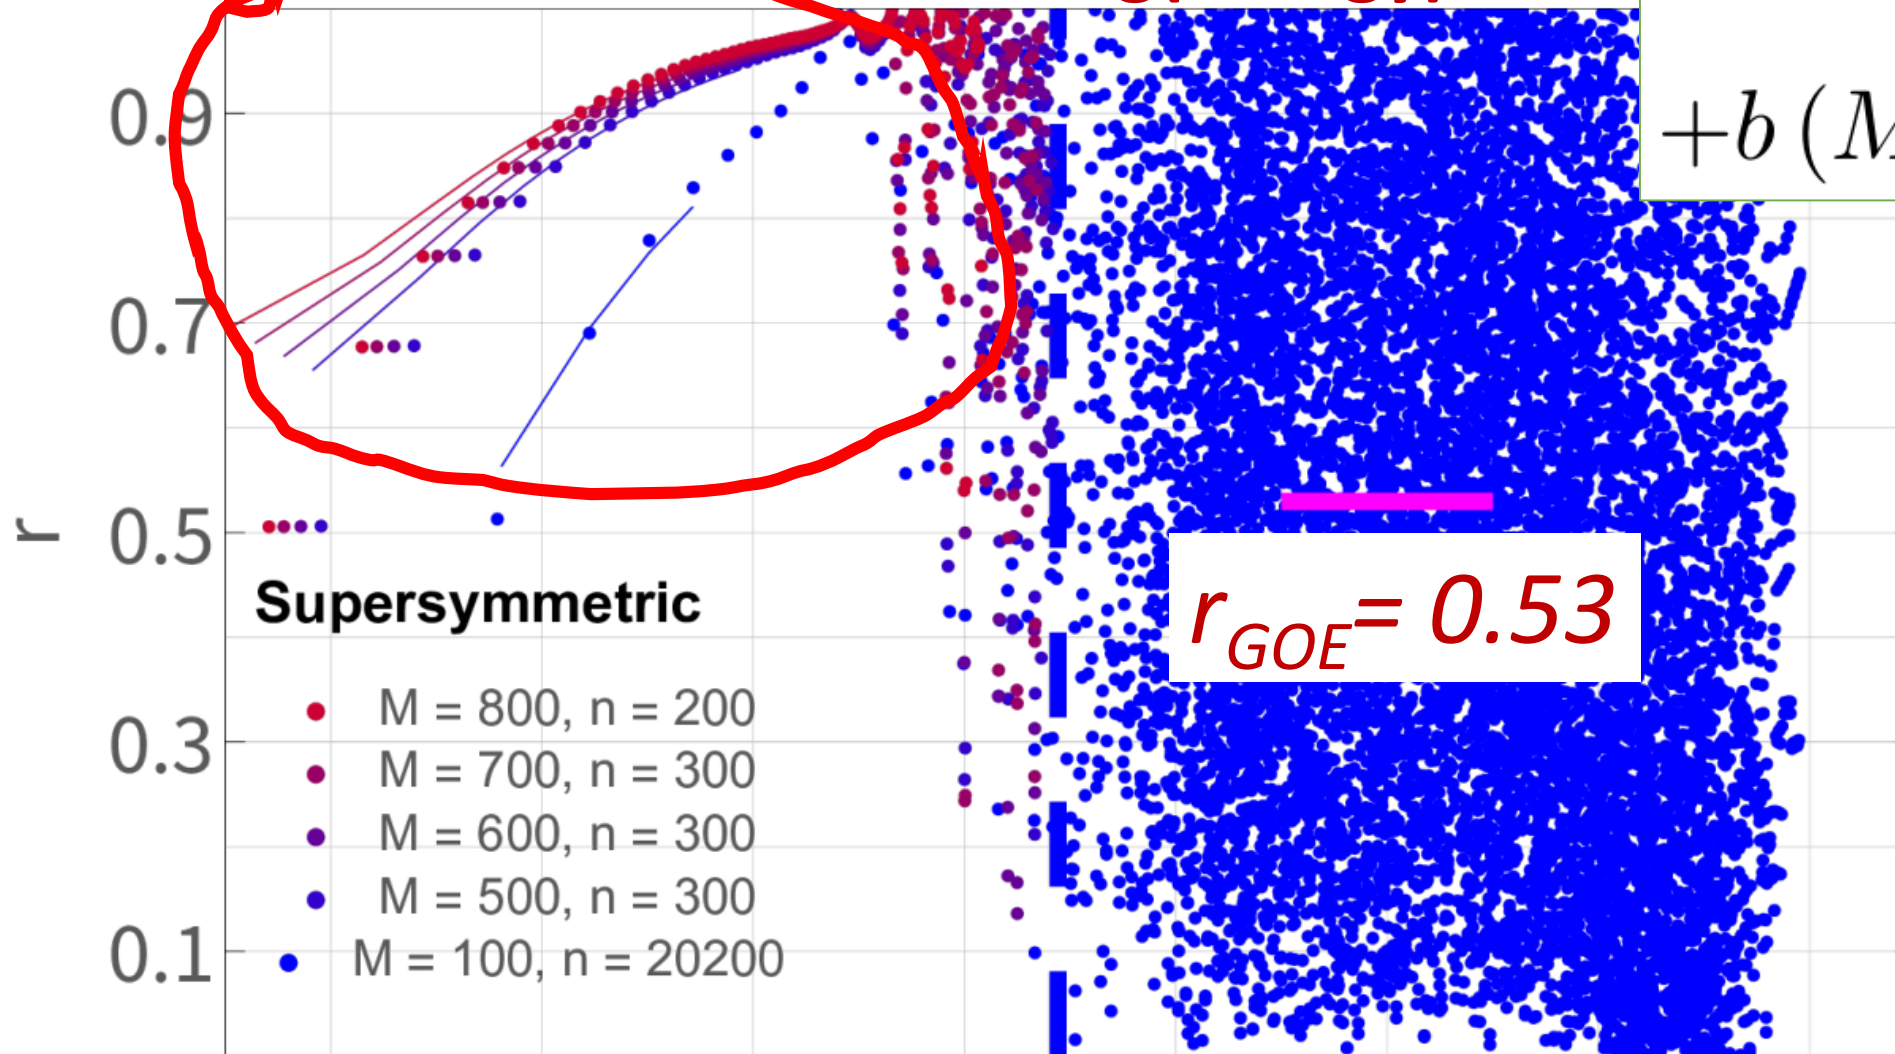 0.9
+b (M
0.7
r
0.5
r_GOE = 0.53
Supersymmetric
0.3
M = 800, n = 200
M = 700, n = 300
M = 600, n = 300
M = 500, n = 300
0.1
M = 100, n = 20200